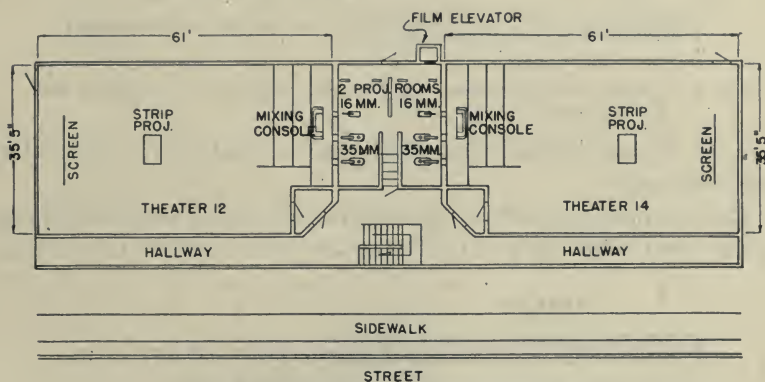 FILM ELEVATOR
61'
61'
2 PROJ. ROOMS
16 MM. 16 MM.
35MM. 35MM.
STRIP
PROJ.
MIXING
CONSOLE
SCREEN
35'5"
THEATER 12
MIXING
CONSOLE
STRIP
PROJ.
SCREEN
35'5"
THEATER 14
HALLWAY
HALLWAY
SIDEWALK
STREET